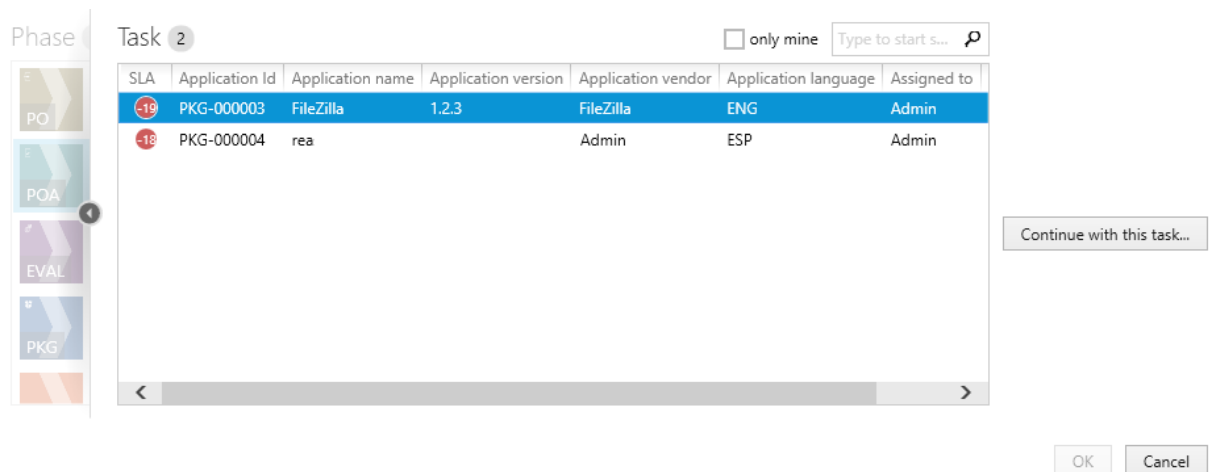 Phase
Task 2
only mine
Type to start s...
SLA Application Id Application name Application version Application vendor Application language Assigned to
-19 PKG-000003 FileZilla 1.2.3 FileZilla ENG Admin
-18 PKG-000004 rea Admin ESP Admin
PO
POA
EVAL
PKG
Continue with this task...
OK Cancel